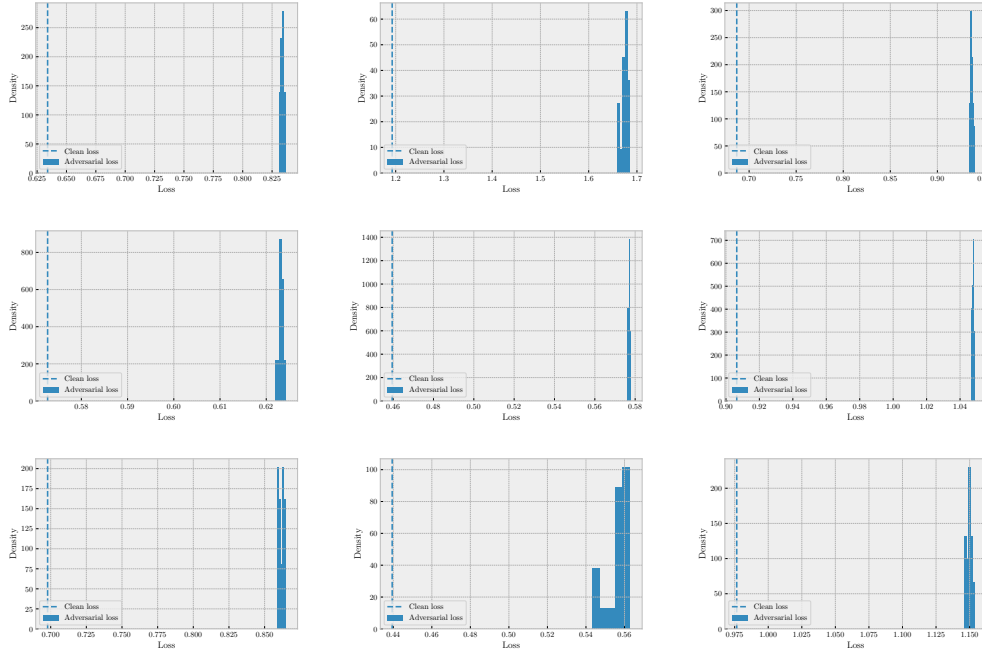 250
200
150
100
50
0
Density
Clean loss
Adversarial loss
0.625 0.650 0.675 0.700 0.725 0.750 0.775 0.800 0.825
Loss
60
50
40
30
20
10
0
Density
Clean loss
Adversarial loss
1.2 1.3 1.4 1.5 1.6 1.7
Loss
300
250
200
150
100
50
0
Density
Clean loss
Adversarial loss
0.70 0.75 0.80 0.85 0.90
Loss
800
600
400
200
0
Density
Clean loss
Adversarial loss
0.58 0.59 0.60 0.61 0.62
Loss
1400
1200
1000
800
600
400
200
0
Density
Clean loss
Adversarial loss
0.46 0.48 0.50 0.52 0.54 0.56 0.58
Loss
700
600
500
400
300
200
100
0
Density
Clean loss
Adversarial loss
0.90 0.92 0.94 0.96 0.98 1.00 1.02 1.04
Loss
200
175
150
125
100
75
50
25
0
Density
Clean loss
Adversarial loss
0.700 0.725 0.750 0.775 0.800 0.825 0.850
Loss
100
80
60
40
20
0
Density
Clean loss
Adversarial loss
0.44 0.46 0.48 0.50 0.52 0.54 0.56
Loss
200
150
100
50
0
Density
Clean loss
Adversarial loss
0.975 1.000 1.025 1.050 1.075 1.100 1.125 1.150
Loss